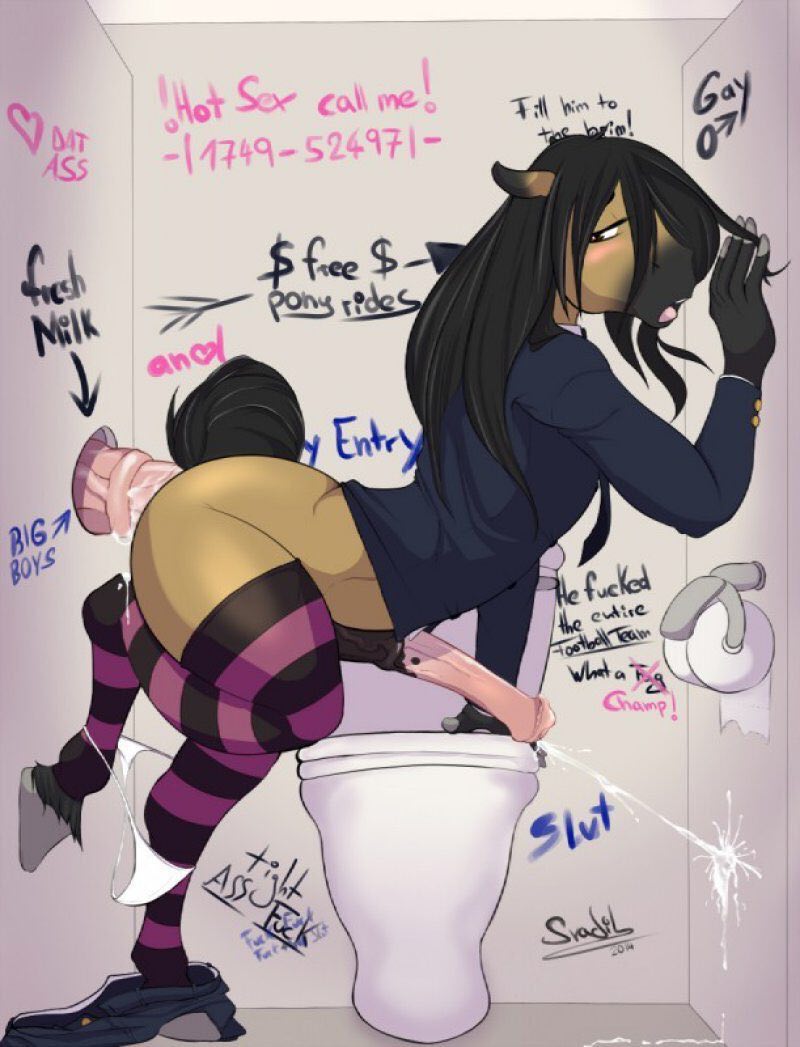 !Hot Sex call me!
-|1749-524971-
Fill him to
the brim!
Gay
DAT
ASS
fresh
Milk
$ free $
pony rides
anal
y Entry
BIG
BOYS
He fucked
the entire
Football Team
What a
Champ!
Slut
tight
ASS
Fuck
Sradib
2014